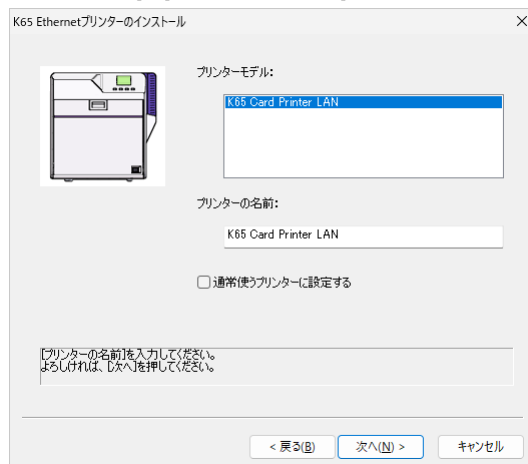 K65 Ethernetプリンターのインストール
プリンターモデル:
K65 Card Printer LAN
プリンターの名前:
K65 Card Printer LAN
通常使うプリンターに設定する
[プリンターの名前]を入力してください。
よろしければ、[次へ]を押してください。
< 戻る(B)
次へ(N) >
キャンセル